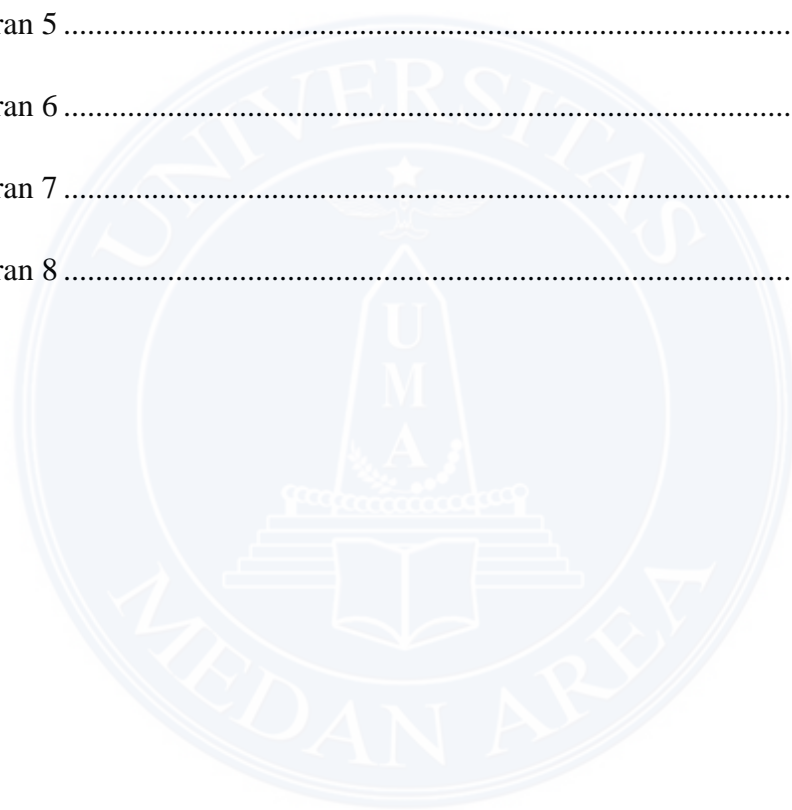 ran 5 ........................................................................................
ran 6 ........................................................................................
UNIVERSITAS
ran 7 ........................................................................................
ran 8 ........................................................................................
U
M
A
MEDAN AREA